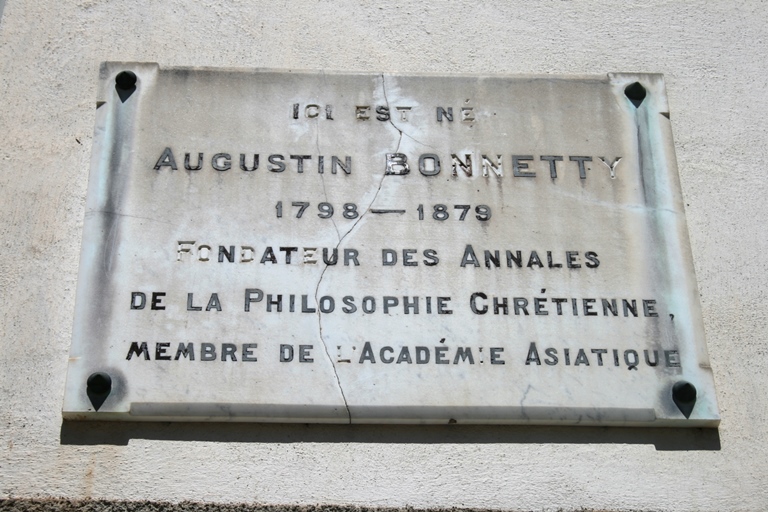 ICI EST NÉ
AUGUSTIN BONNETTY
1798 — 1879
FONDATEUR DES ANNALES
DE LA PHILOSOPHIE CHRÉTIENNE,
MEMBRE DE L'ACADÉMIE ASIATIQUE